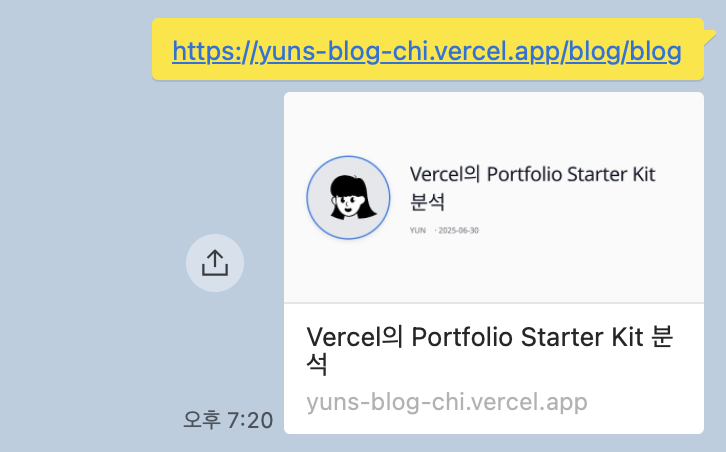 https://yuns-blog-chi.vercel.app/blog/blog
Vercel의 Portfolio Starter Kit
분석
YUN · 2025-06-30
Vercel의 Portfolio Starter Kit 분
석
yuns-blog-chi.vercel.app
오후 7:20